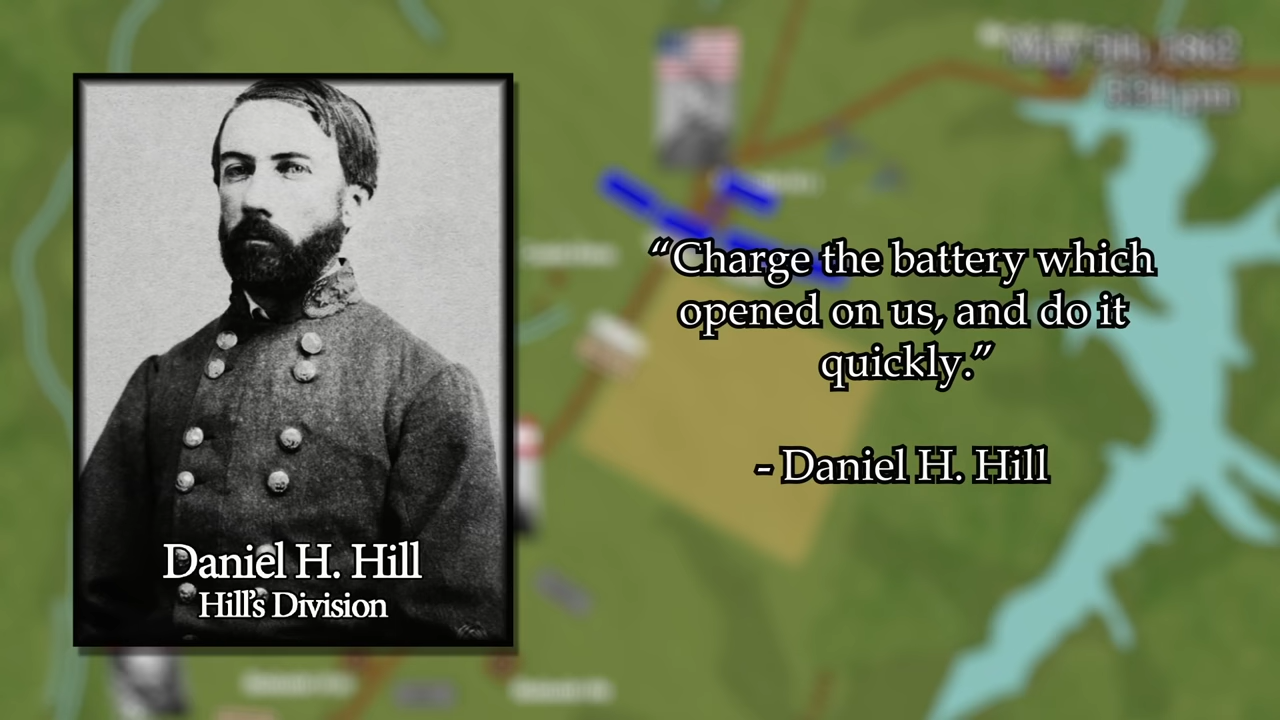 “Charge the battery which
opened on us, and do it
quickly.”
- Daniel H. Hill
Daniel H. Hill
Hill's Division